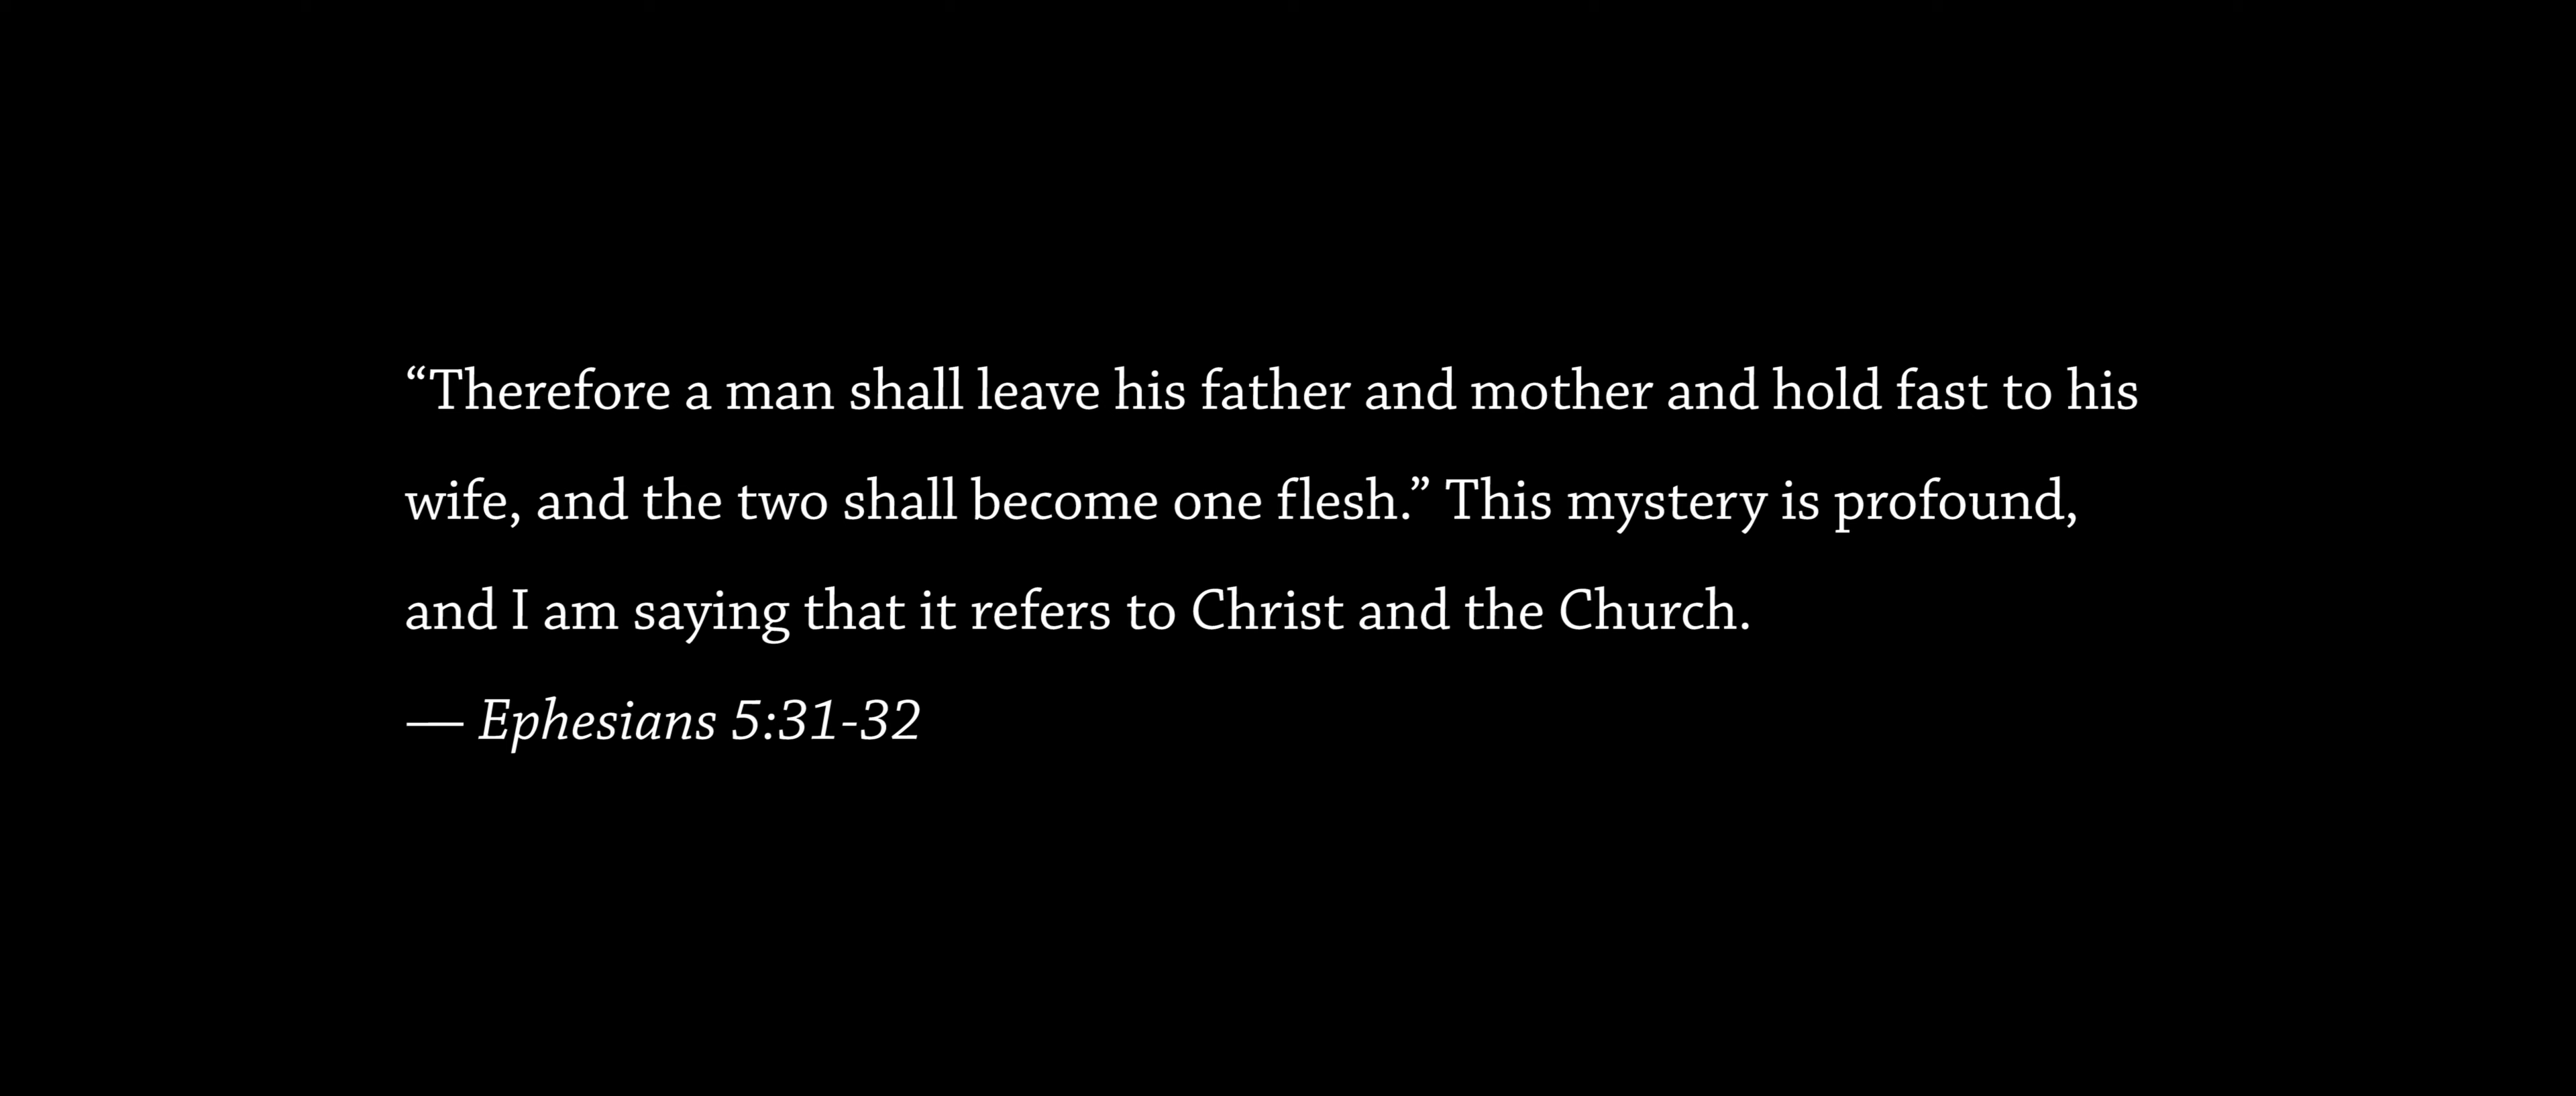 “Therefore a man shall leave his father and mother and hold fast to his
wife, and the two shall become one flesh.” This mystery is profound,
and I am saying that it refers to Christ and the Church.
— Ephesians 5:31-32